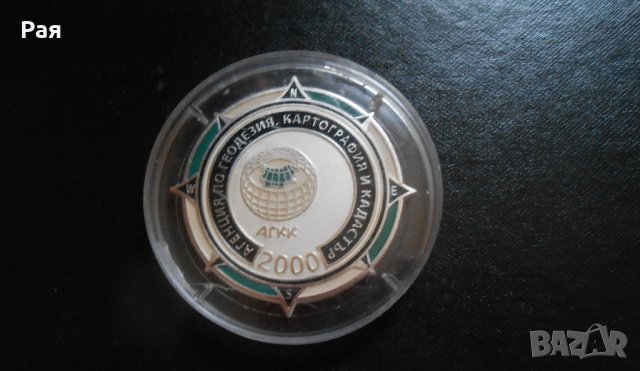 Рая
N
АГЕНЦИЯ ПО ГЕОДЕЗИЯ, КАРТОГРАФИЯ И КАДАСТЪР
W
E
АГКК
2000
S
BAZAR